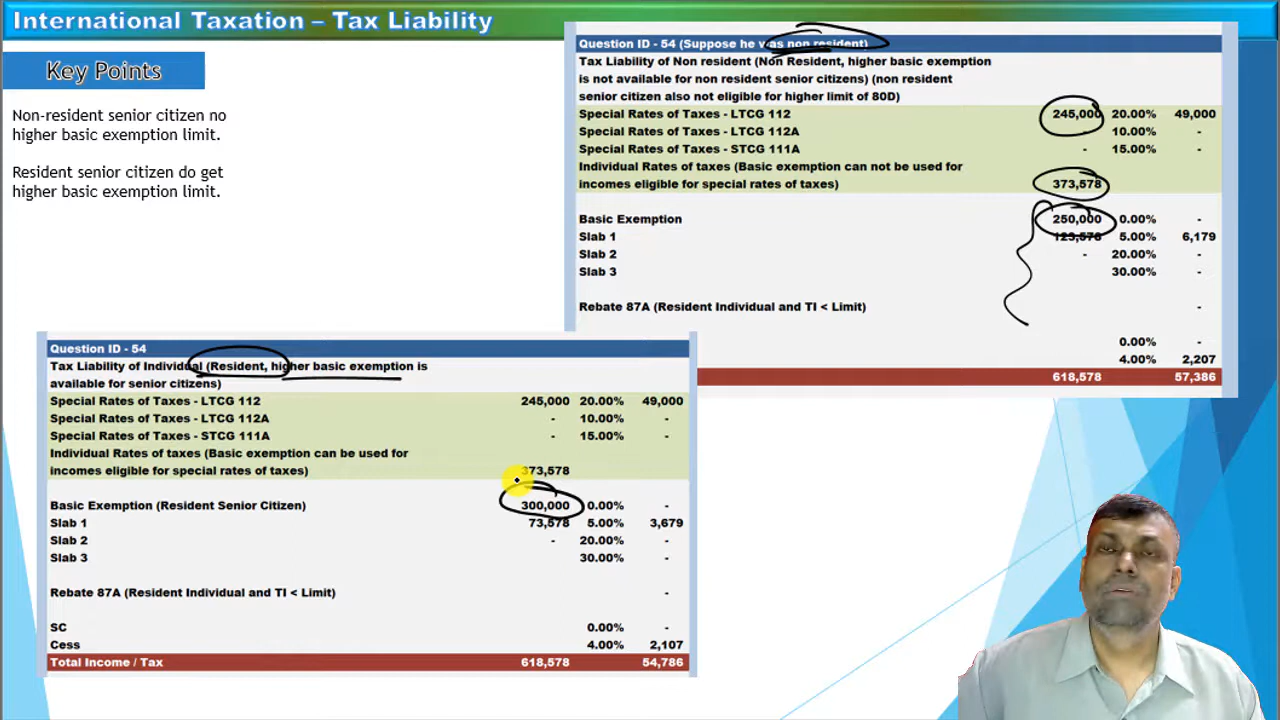 International Taxation – Tax Liability
Key Points
Non-resident senior citizen no
higher basic exemption limit.
Resident senior citizen do get
higher basic exemption limit.
Question ID - 54 (Suppose he was non resident)
Tax Liability of Non resident (Non Resident, higher basic exemption
is not available for non resident senior citizens) (non resident
senior citizen also not eligible for higher limit of 80D)
Special Rates of Taxes - LTCG 112 245,000 20.00% 49,000
Special Rates of Taxes - LTCG 112A - 10.00% -
Special Rates of Taxes - STCG 111A - 15.00% -
Individual Rates of taxes (Basic exemption can not be used for
incomes eligible for special rates of taxes) 373,578
Basic Exemption 250,000 0.00% -
Slab 1 123,578 5.00% 6,179
Slab 2 - 20.00% -
Slab 3 30.00% -
Rebate 87A (Resident Individual and TI < Limit) -
0.00% -
4.00% 2,207
618,578 57,386
Question ID - 54
Tax Liability of Individual (Resident, higher basic exemption is
available for senior citizens)
Special Rates of Taxes - LTCG 112 245,000 20.00% 49,000
Special Rates of Taxes - LTCG 112A - 10.00% -
Special Rates of Taxes - STCG 111A - 15.00% -
Individual Rates of taxes (Basic exemption can be used for
incomes eligible for special rates of taxes) 373,578
Basic Exemption (Resident Senior Citizen) 300,000 0.00% -
Slab 1 73,578 5.00% 3,679
Slab 2 - 20.00% -
Slab 3 30.00% -
Rebate 87A (Resident Individual and TI < Limit) -
SC 0.00% -
Cess 4.00% 2,107
Total Income / Tax 618,578 54,786